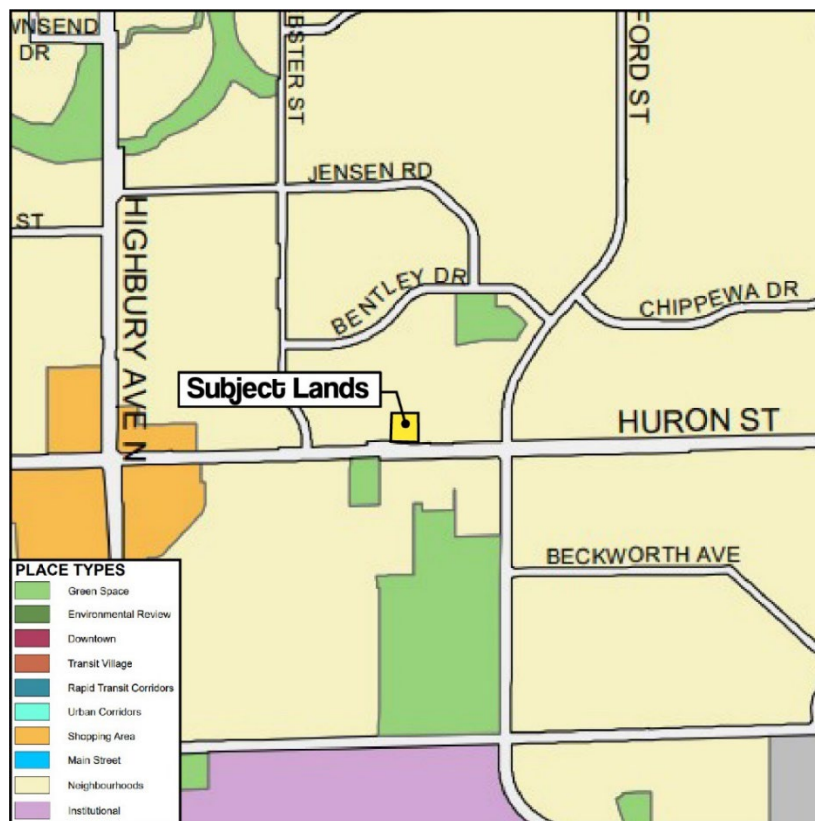 WNSEND
DR
BSTER ST
FORD ST
JENSEN RD
ST
HIGHBURY AVE N
BENTLEY DR
CHIPPEWA DR
Subject Lands
HURON ST
BECKWORTH AVE
PLACE TYPES
Green Space
Environmental Review
Downtown
Transit Village
Rapid Transit Corridors
Urban Corridors
Shopping Area
Main Street
Neighbourhoods
Institutional